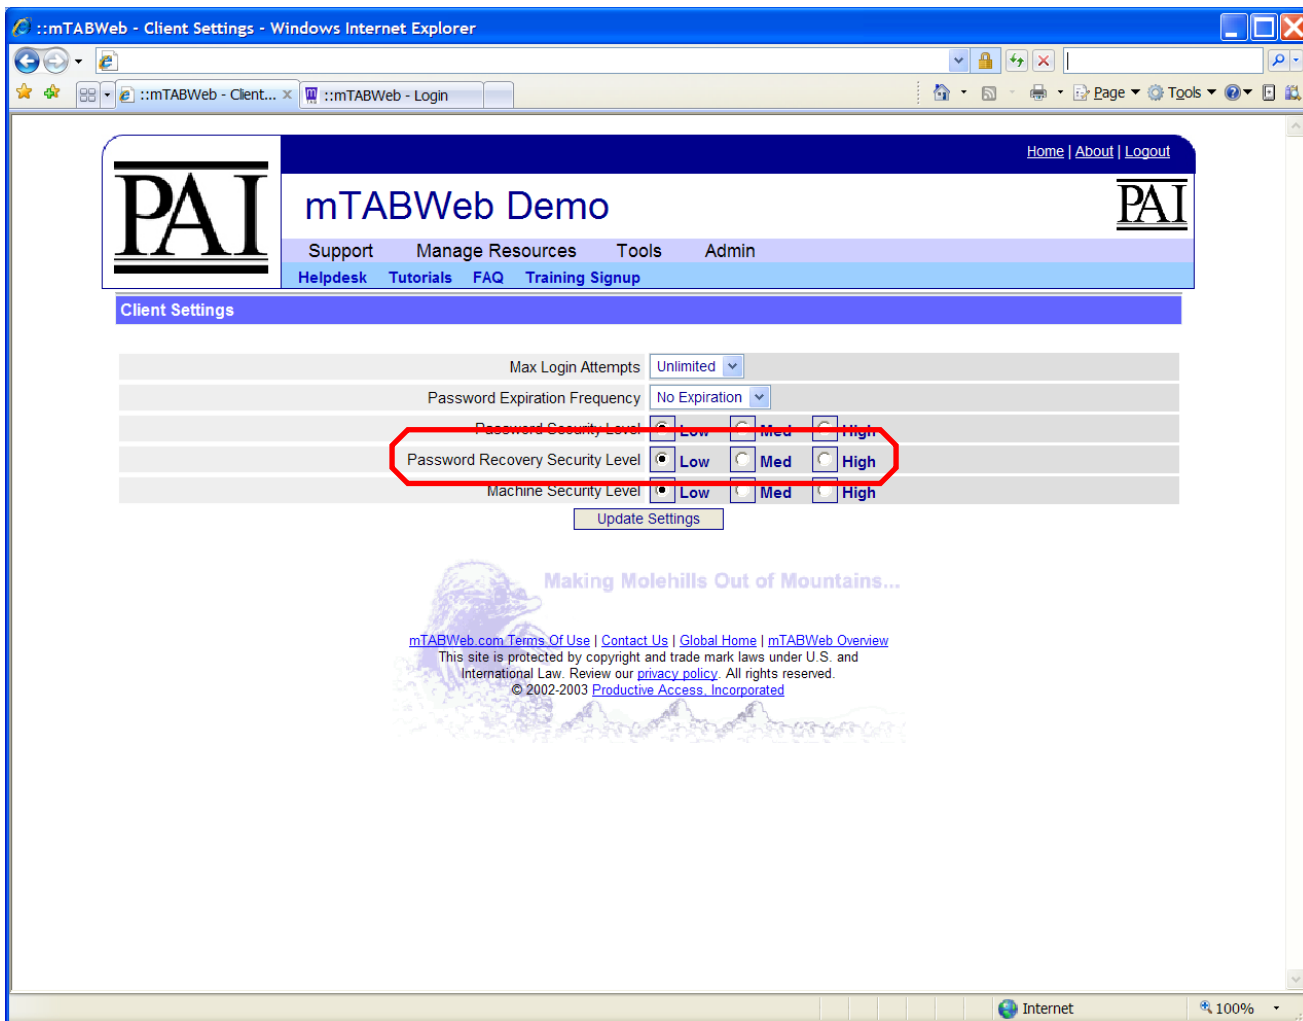 ::mTABWeb - Client Settings - Windows Internet Explorer
::mTABWeb - Client... ::mTABWeb - Login
Page Tools
Home | About | Logout
PAI
mTABWeb Demo
PAI
Support Manage Resources Tools Admin
Helpdesk Tutorials FAQ Training Signup
Client Settings
Max Login Attempts Unlimited
Password Expiration Frequency No Expiration
Password Security Level Low Med High
Password Recovery Security Level Low Med High
Machine Security Level Low Med High
Update Settings
Making Molehills Out of Mountains...
mTABWeb.com Terms Of Use | Contact Us | Global Home | mTABWeb Overview
This site is protected by copyright and trade mark laws under U.S. and
International Law. Review our privacy policy. All rights reserved.
© 2002-2003 Productive Access, Incorporated
Internet 100%